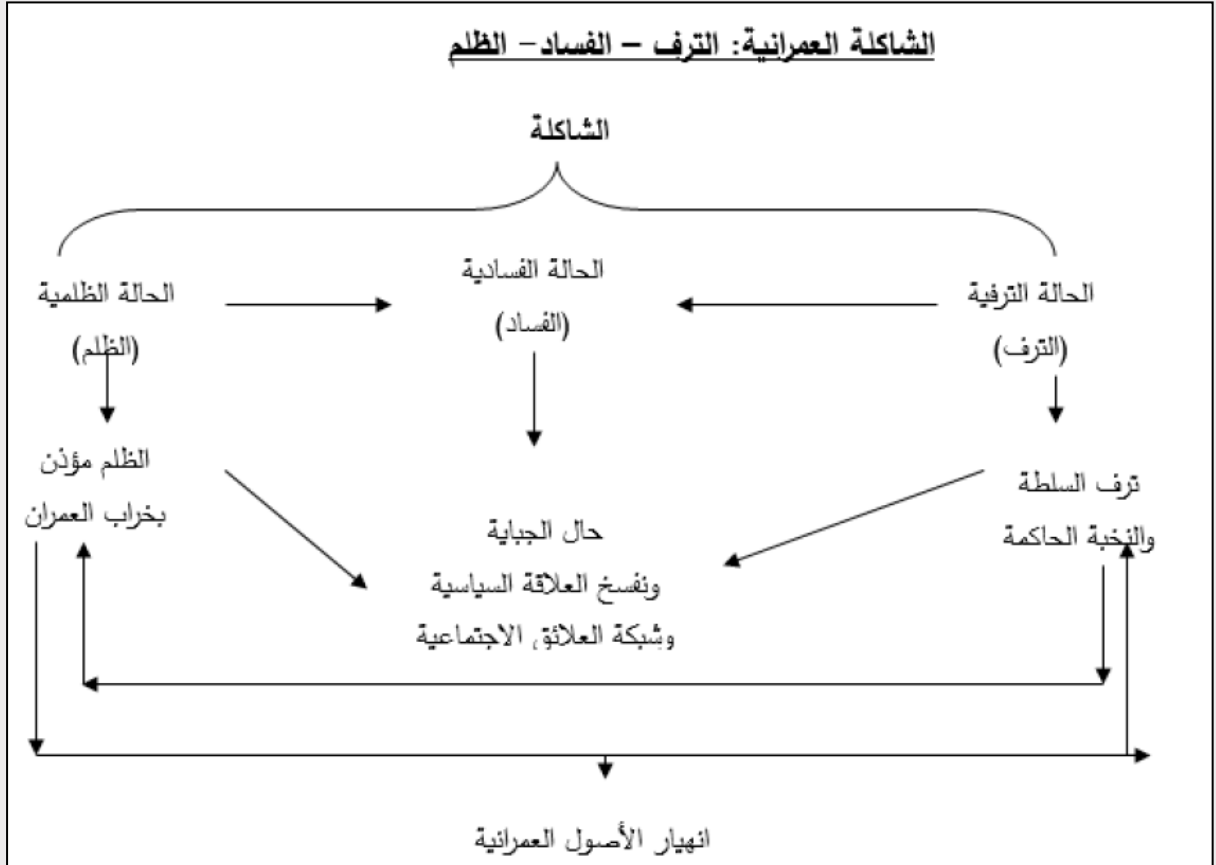 الشاكلة العمرانية: الترف – الفساد– الظلم
الشاكلة
الحالة الترفية
(الترف)
الحالة الفسادية
(الفساد)
الحالة الظلمية
(الظلم)
ترف السلطة
والنخبة الحاكمة
حال الجباية
ونفسخ العلاقة السياسية
وشبكة العلائق الاجتماعية
الظلم مؤذن
بخراب العمران
انهيار الأصول العمرانية